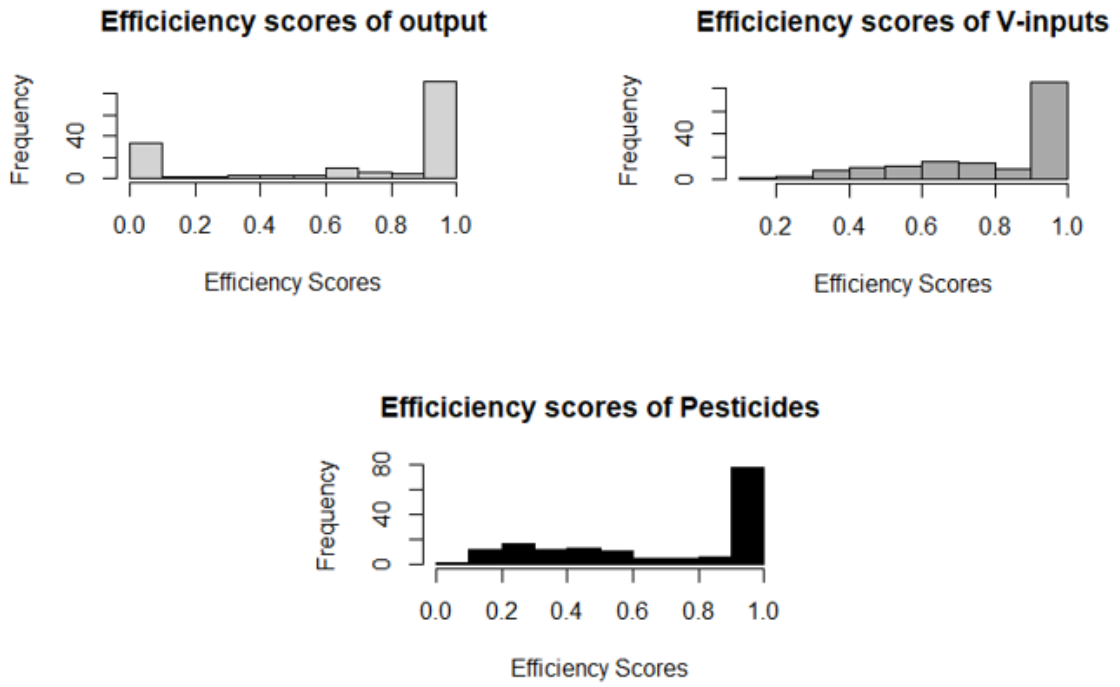 Efficiciency scores of output
Frequency
0
40
0.0 0.2 0.4 0.6 0.8 1.0
Efficiency Scores
Efficiciency scores of V-inputs
Frequency
0
40
0.2 0.4 0.6 0.8 1.0
Efficiency Scores
Efficiciency scores of Pesticides
Frequency
0
40
80
0.0 0.2 0.4 0.6 0.8 1.0
Efficiency Scores